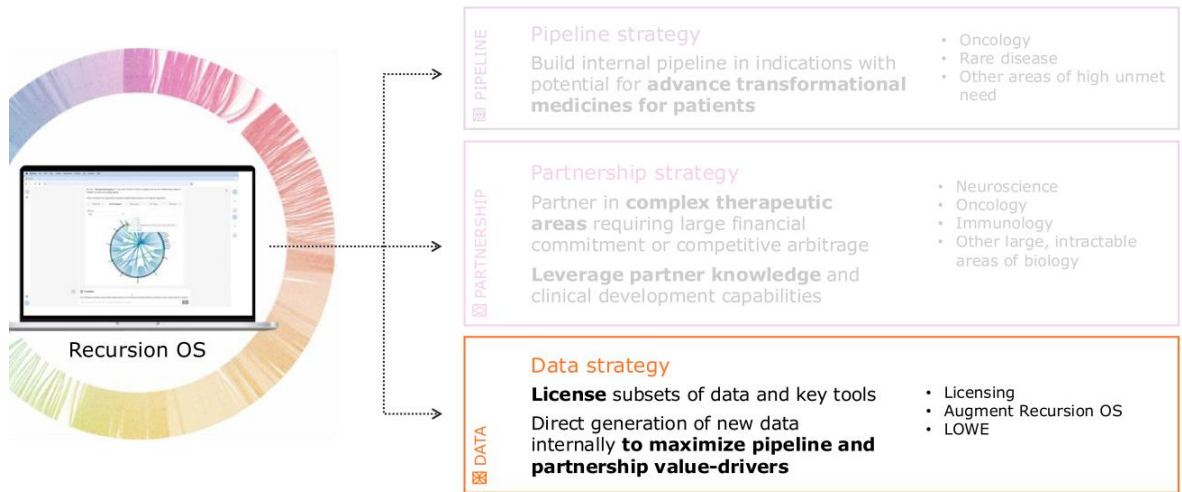 PIPELINE
Pipeline strategy
Build internal pipeline in indications with
potential for advance transformational
medicines for patients
• Oncology
• Rare disease
• Other areas of high unmet
need
PARTNERSHIP
Partnership strategy
Partner in complex therapeutic
areas requiring large financial
commitment or competitive arbitrage
Leverage partner knowledge and
clinical development capabilities
• Neuroscience
• Oncology
• Immunology
• Other large, intractable
areas of biology
Recursion OS
DATA
Data strategy
License subsets of data and key tools
Direct generation of new data
internally to maximize pipeline and
partnership value-drivers
• Licensing
• Augment Recursion OS
• LOWE